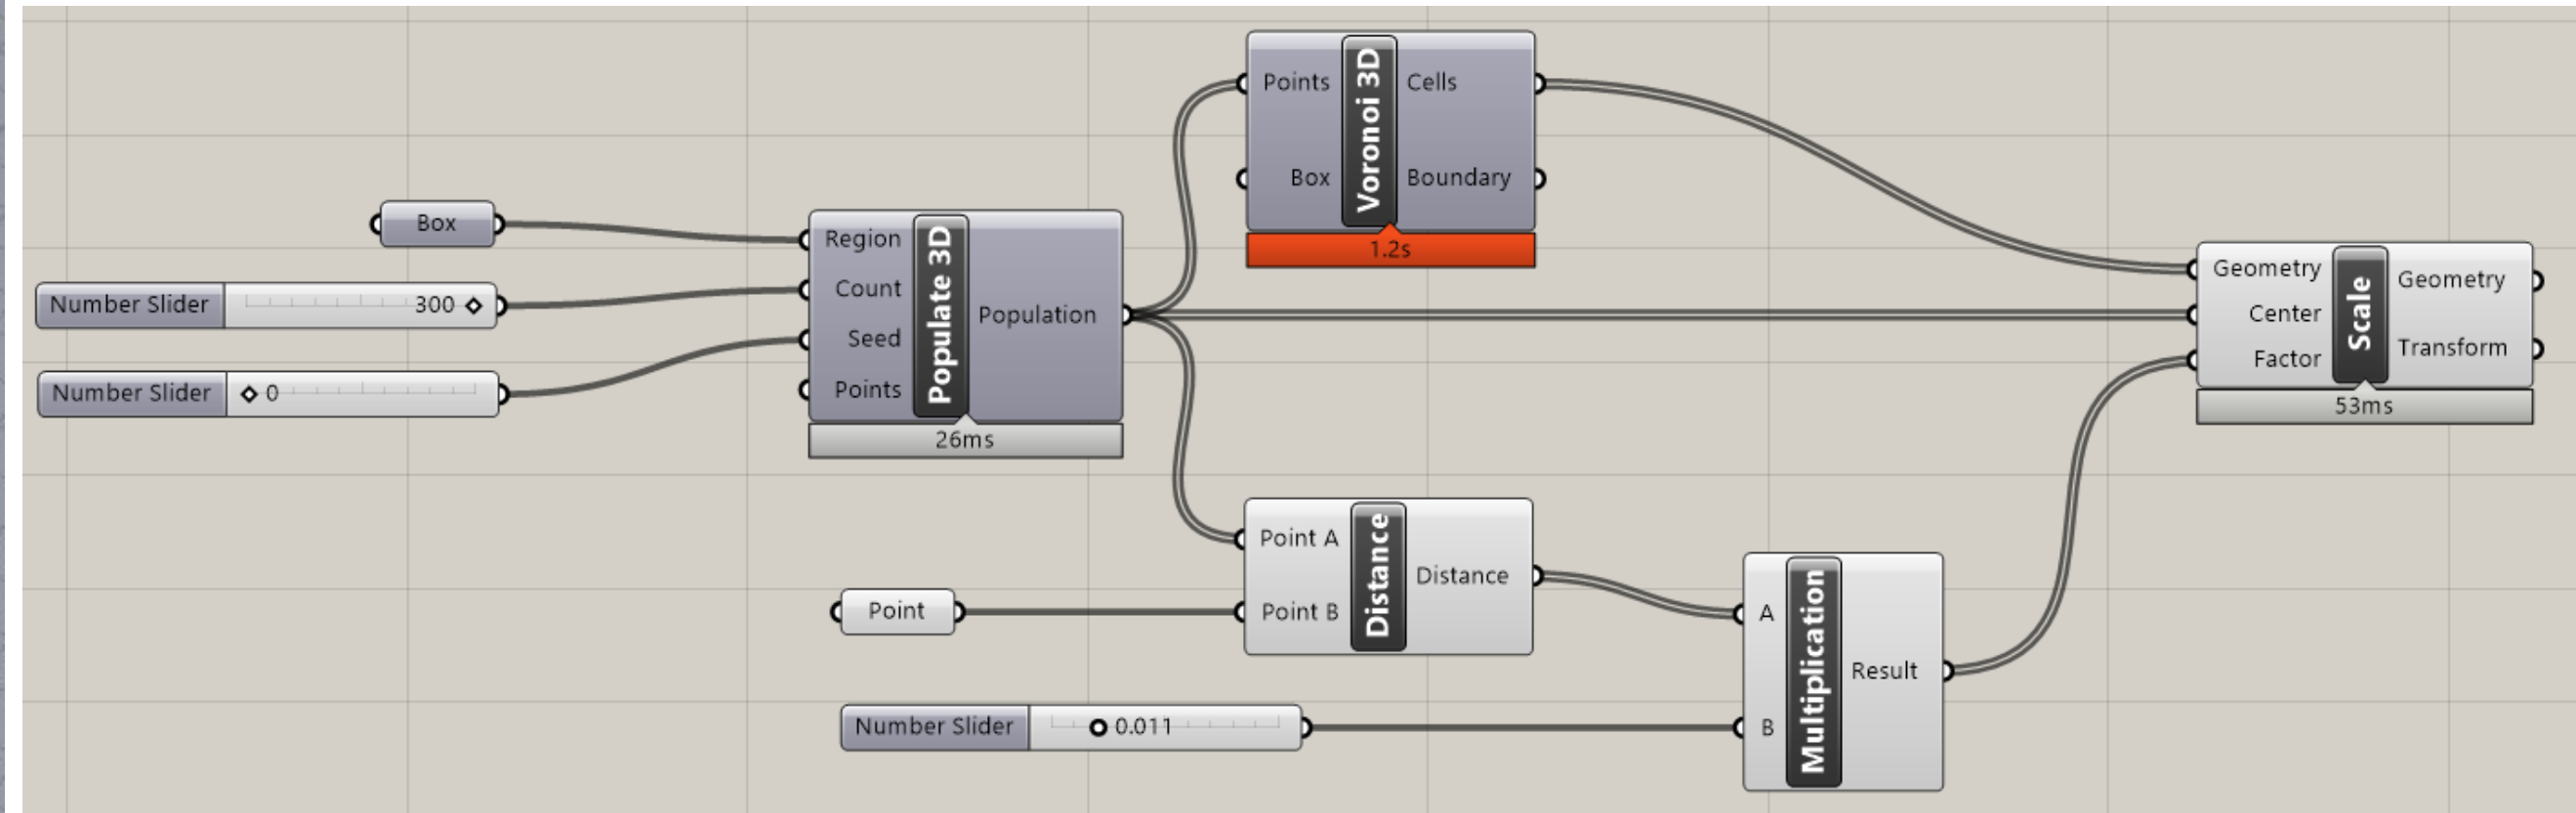 Box
Number Slider 300
Number Slider 0
Region
Count
Seed
Points
Populate 3D
Population
26ms
Points
Box
Voronoi 3D
Cells
Boundary
1.2s
Point
Point A
Point B
Distance
Distance
Number Slider 0.011
A
B
Multiplication
Result
Geometry
Center
Factor
Scale
Geometry
Transform
53ms